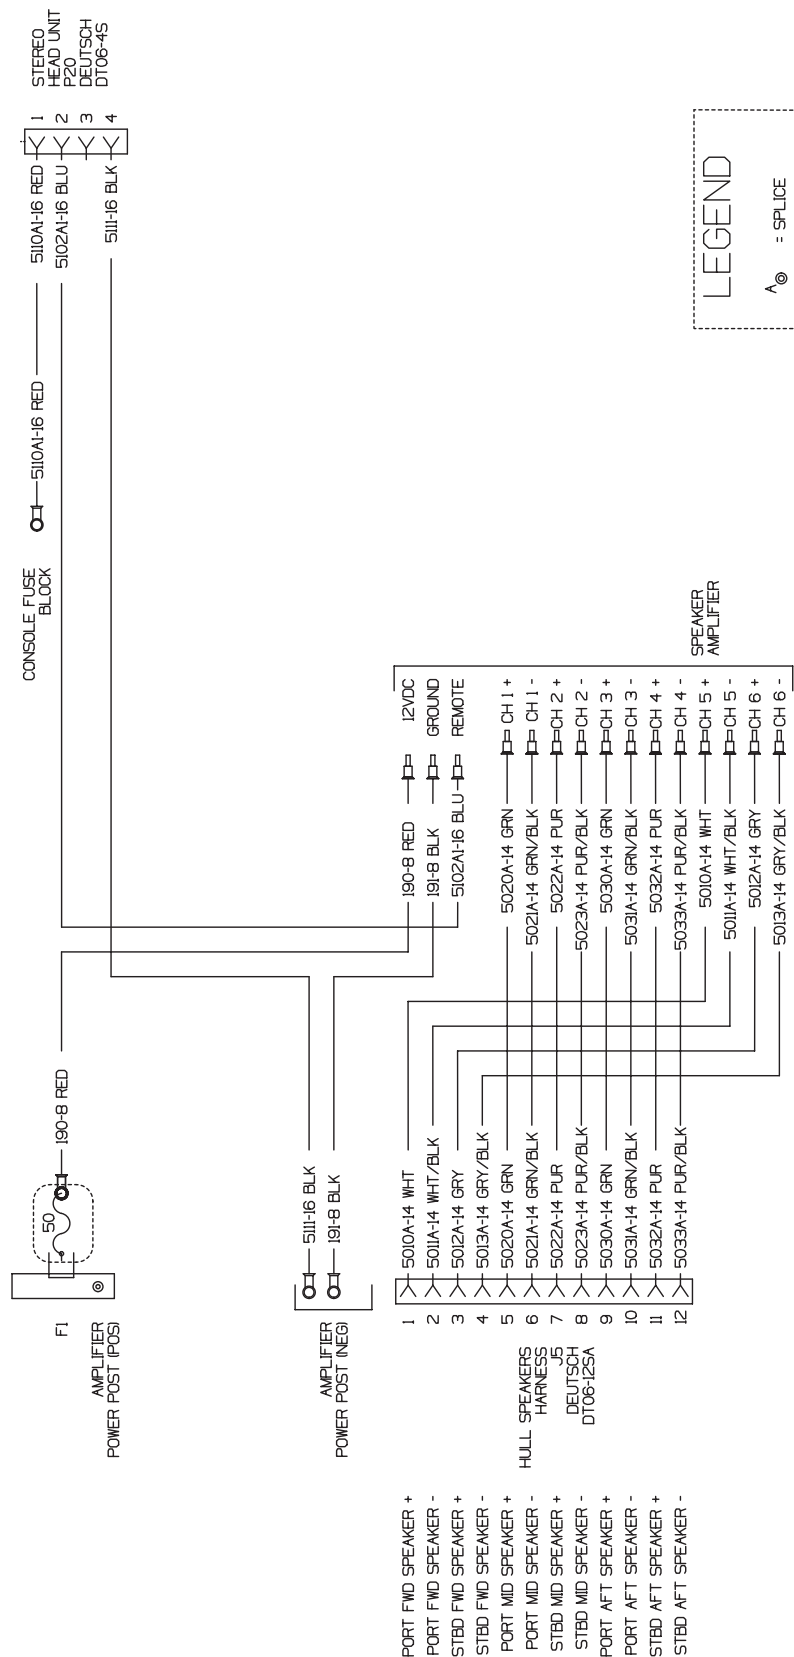 STEREO
HEAD UNIT
P20
DEUTSCH
DT06-4S
1
2
3
4
5110A1-16 RED
5102A1-16 BLU
5111-16 BLK
5110A1-16 RED
CONSOLE FUSE
BLOCK
LEGEND
A
= SPLICE
SPEAKER
AMPLIFIER
12VDC
GROUND
REMOTE
CH 1 +
CH 1 -
CH 2 +
CH 2 -
CH 3 +
CH 3 -
CH 4 +
CH 4 -
CH 5 +
CH 5 -
CH 6 +
CH 6 -
190-8 RED
191-8 BLK
5102A1-16 BLU
5020A-14 GRN
5021A-14 GRN/BLK
5022A-14 PUR
5023A-14 PUR/BLK
5030A-14 GRN
5031A-14 GRN/BLK
5032A-14 PUR
5033A-14 PUR/BLK
5010A-14 WHT
5011A-14 WHT/BLK
5012A-14 GRY
5013A-14 GRY/BLK
190-8 RED
50
F1
AMPLIFIER
POWER POST (POS)
5111-16 BLK
191-8 BLK
AMPLIFIER
POWER POST (NEG)
5010A-14 WHT
5011A-14 WHT/BLK
5012A-14 GRY
5013A-14 GRY/BLK
5020A-14 GRN
5021A-14 GRN/BLK
5022A-14 PUR
5023A-14 PUR/BLK
5030A-14 GRN
5031A-14 GRN/BLK
5032A-14 PUR
5033A-14 PUR/BLK
1
2
3
4
5
6
7
8
9
10
11
12
HULL SPEAKERS
HARNESS
J5
DEUTSCH
DT06-12SA
PORT FWD SPEAKER +
PORT FWD SPEAKER -
STBD FWD SPEAKER +
STBD FWD SPEAKER -
PORT MID SPEAKER +
PORT MID SPEAKER -
STBD MID SPEAKER +
STBD MID SPEAKER -
PORT AFT SPEAKER +
PORT AFT SPEAKER -
STBD AFT SPEAKER +
STBD AFT SPEAKER -